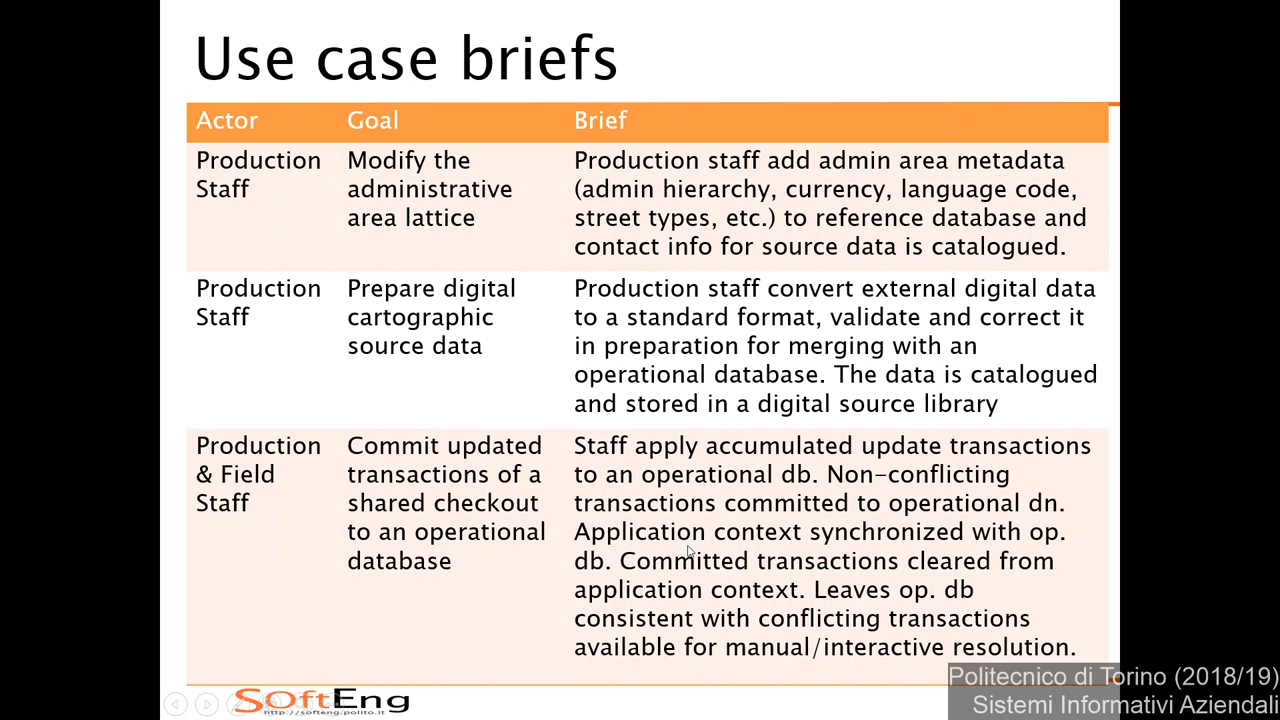 Use case briefs
Actor Goal Brief
Production Staff
Modify the administrative area lattice
Production staff add admin area metadata
(admin hierarchy, currency, language code,
street types, etc.) to reference database and
contact info for source data is catalogued.
Production Staff
Prepare digital cartographic source data
Production staff convert external digital data
to a standard format, validate and correct it
in preparation for merging with an
operational database. The data is catalogued
and stored in a digital source library
Production & Field Staff
Commit updated transactions of a shared checkout to an operational database
Staff apply accumulated update transactions
to an operational db. Non-conflicting
transactions committed to operational dn.
Application context synchronized with op.
db. Committed transactions cleared from
application context. Leaves op. db
consistent with conflicting transactions
available for manual/interactive resolution.
SOftEng
http://softeng.polito.it
Politecnico di Torino (2018/19)
Sistemi Informativi Aziendali